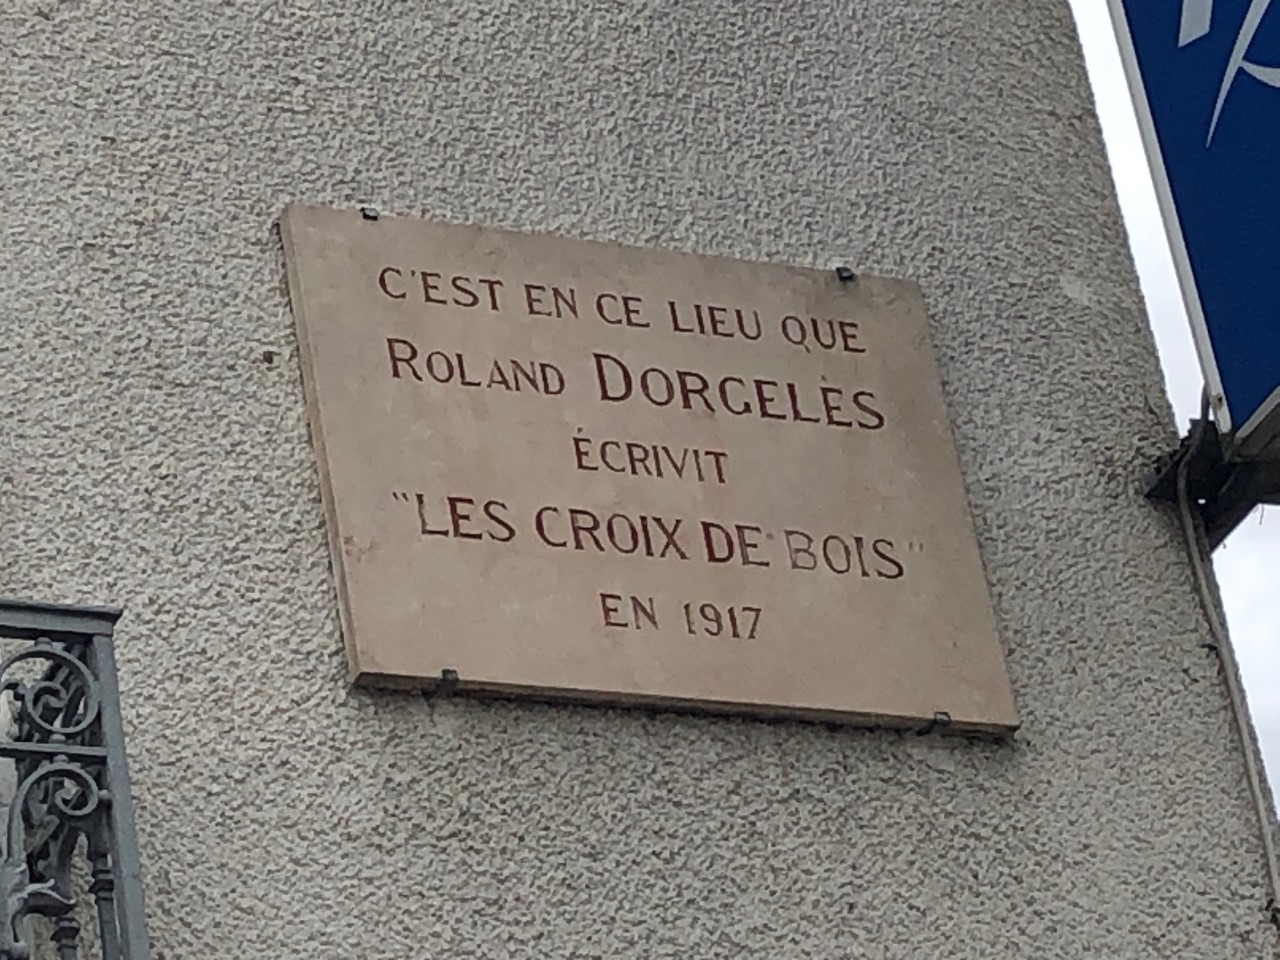 C'EST EN CE LIEU QUE
ROLAND DORGELÈS
ÉCRIVIT
"LES CROIX DE BOIS"
EN 1917